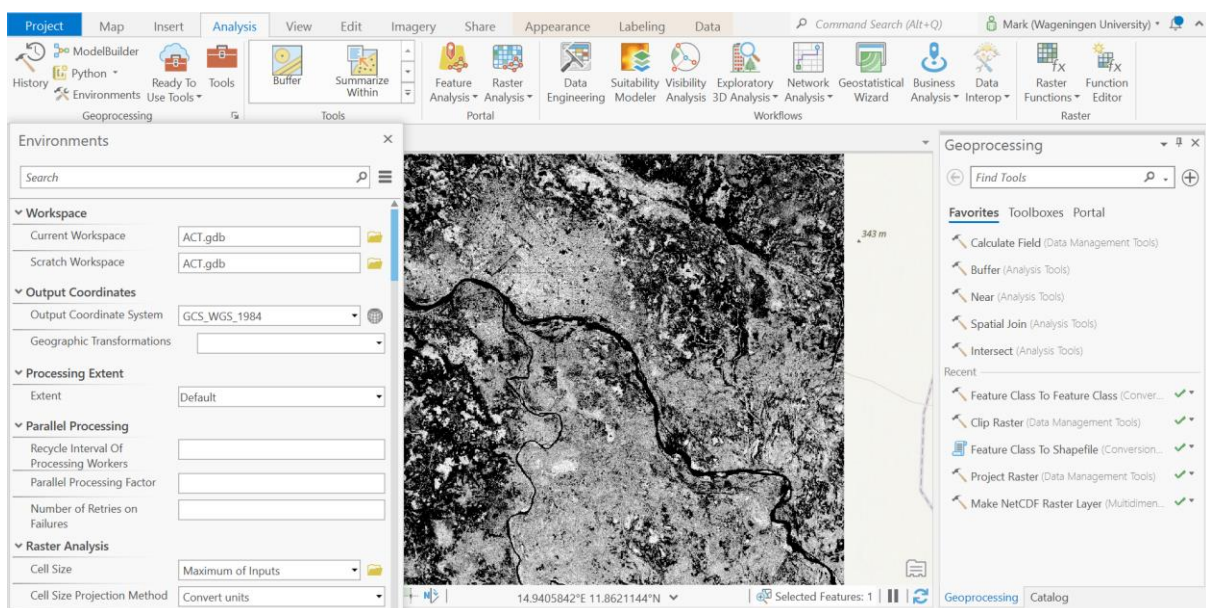 Project Map Insert Analysis View Edit Imagery Share Appearance Labeling Data Command Search (Alt+Q) Mark (Wageningen University)
History
ModelBuilder
Python
Environments
Ready To
Use Tools
Tools
Geoprocessing
Buffer
Summarize
Within
Tools
Feature
Analysis
Raster
Analysis
Portal
Data
Engineering
Suitability
Modeler
Visibility
Analysis
Exploratory
3D Analysis
Network
Analysis
Geostatistical
Wizard
Business
Analysis
Data
Interop
Workflows
Raster
Functions
Function
Editor
Raster
Environments
Search
Workspace
Current Workspace ACT.gdb
Scratch Workspace ACT.gdb
Output Coordinates
Output Coordinate System GCS_WGS_1984
Geographic Transformations
Processing Extent
Extent Default
Parallel Processing
Recycle Interval Of
Processing Workers
Parallel Processing Factor
Number of Retries on
Failures
Raster Analysis
Cell Size Maximum of Inputs
Cell Size Projection Method Convert units
343 m
N
14.9405842°E 11.8621144°N
Selected Features: 1
Geoprocessing
Find Tools
Favorites Toolboxes Portal
Calculate Field (Data Management Tools)
Buffer (Analysis Tools)
Near (Analysis Tools)
Spatial Join (Analysis Tools)
Intersect (Analysis Tools)
Recent
Feature Class To Feature Class (Conver...
Clip Raster (Data Management Tools)
Feature Class To Shapefile (Conversion...
Project Raster (Data Management Tools)
Make NetCDF Raster Layer (Multidimen...
Geoprocessing Catalog